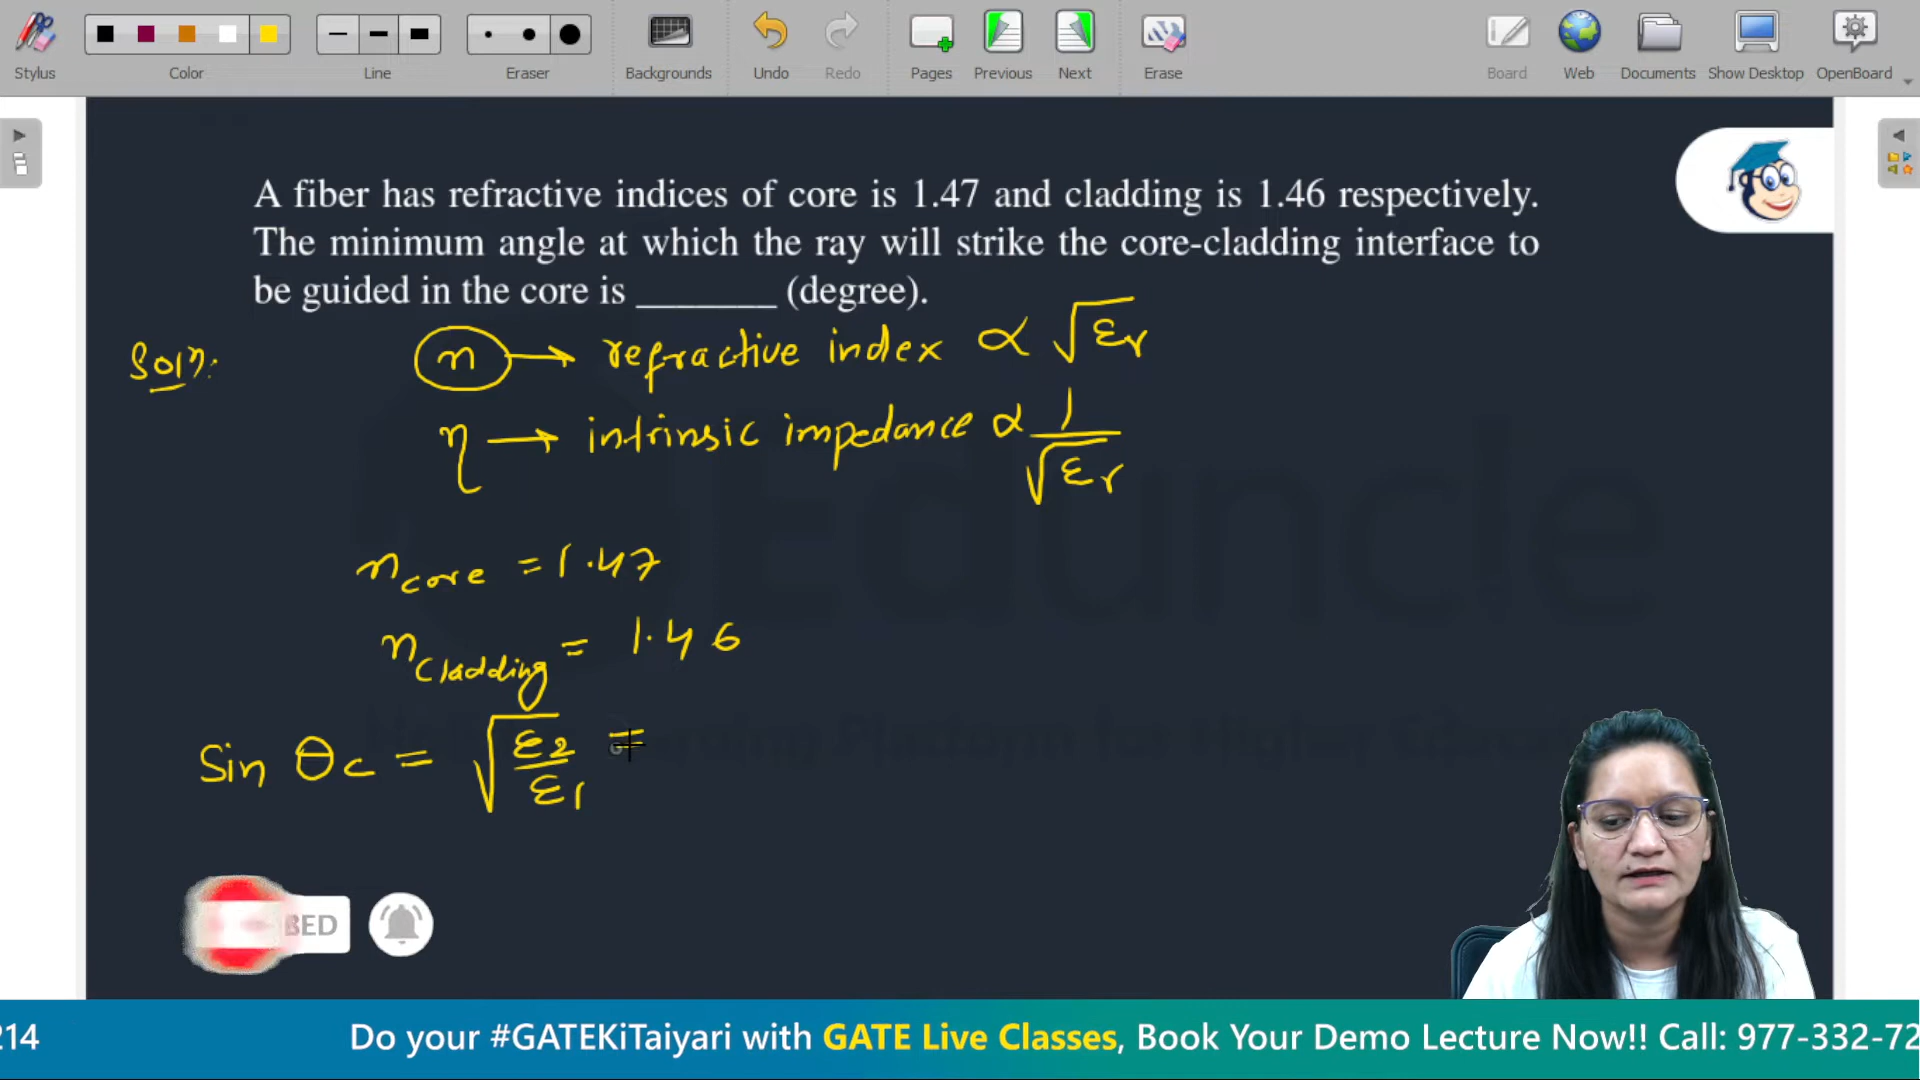 Stylus Color Line Eraser Backgrounds Undo Redo Pages Previous Next Erase Board Web Documents Show Desktop OpenBoard
A fiber has refractive indices of core is 1.47 and cladding is 1.46 respectively.
The minimum angle at which the ray will strike the core-cladding interface to
be guided in the core is _______ (degree).
Soln: n → refractive index ∝ √εr
η → intrinsic impedance ∝ 1/√εr
n core = 1.47
n cladding = 1.46
Sin θc = √(ε2/ε1) =
BED
214 Do your #GATEKiTaiyari with GATE Live Classes, Book Your Demo Lecture Now!! Call: 977-332-72